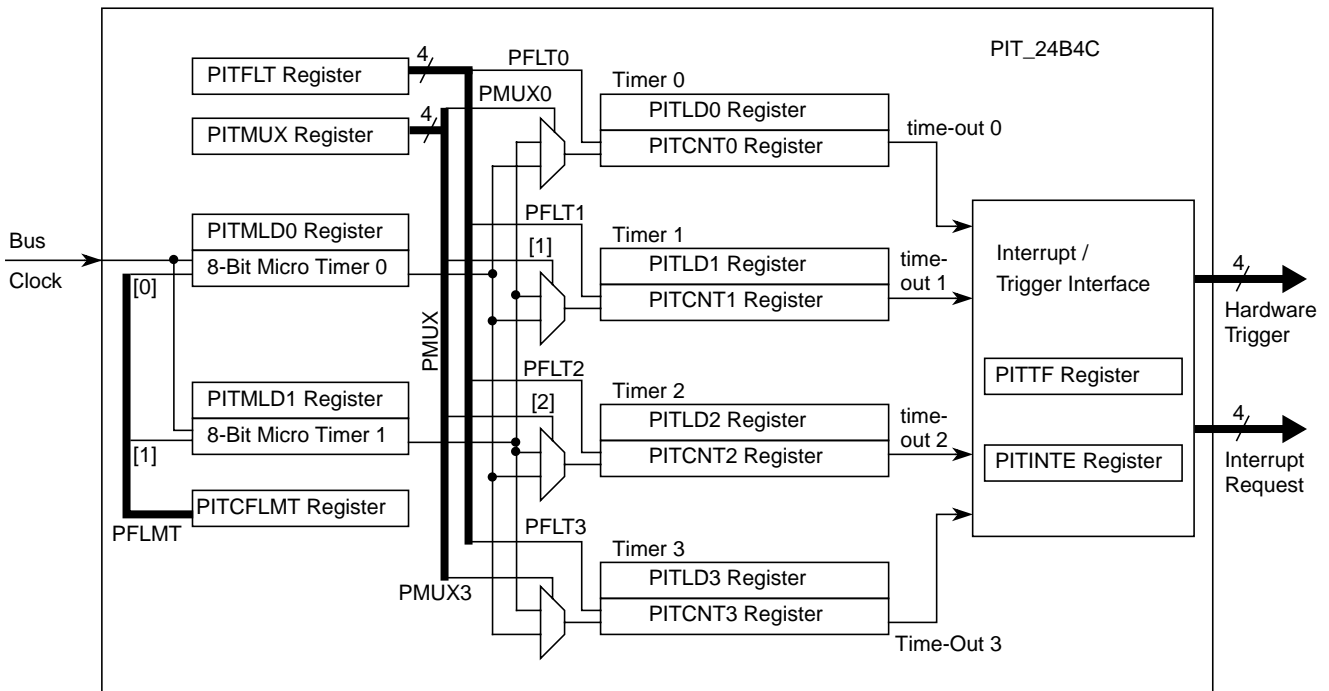 PIT_24B4C
4
PFLT0
PITFLT Register
Timer 0
PMUX0
PITLD0 Register
4
PITMUX Register
PITCNT0 Register
time-out 0
PFLT1
PITMLD0 Register
Timer 1
Bus
Clock
8-Bit Micro Timer 0
[0]
[1]
PITLD1 Register
PITCNT1 Register
time-
out 1
Interrupt /
Trigger Interface
4
Hardware
Trigger
PMUX
PFLT2
PITMLD1 Register
Timer 2
8-Bit Micro Timer 1
[1]
[2]
PITLD2 Register
PITCNT2 Register
time-
out 2
PITTF Register
4
PITINTE Register
Interrupt
Request
PITCFLMT Register
PFLMT
PFLT3
Timer 3
PMUX3
PITLD3 Register
PITCNT3 Register
Time-Out 3